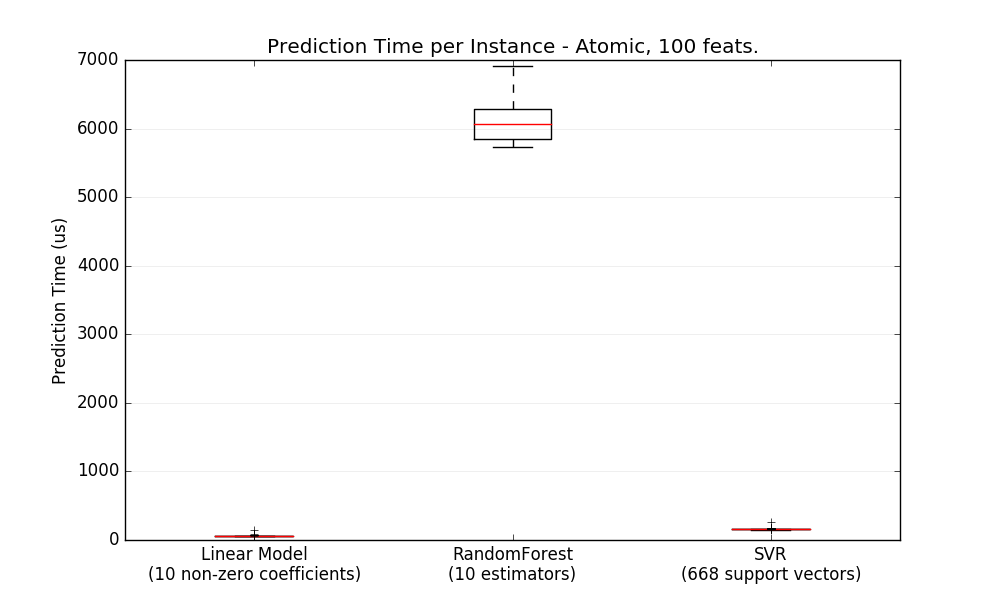 Prediction Time per Instance - Atomic, 100 feats.
7000
6000
5000
4000
3000
2000
1000
0
Prediction Time (us)
Linear Model
(10 non-zero coefficients)
RandomForest
(10 estimators)
SVR
(668 support vectors)